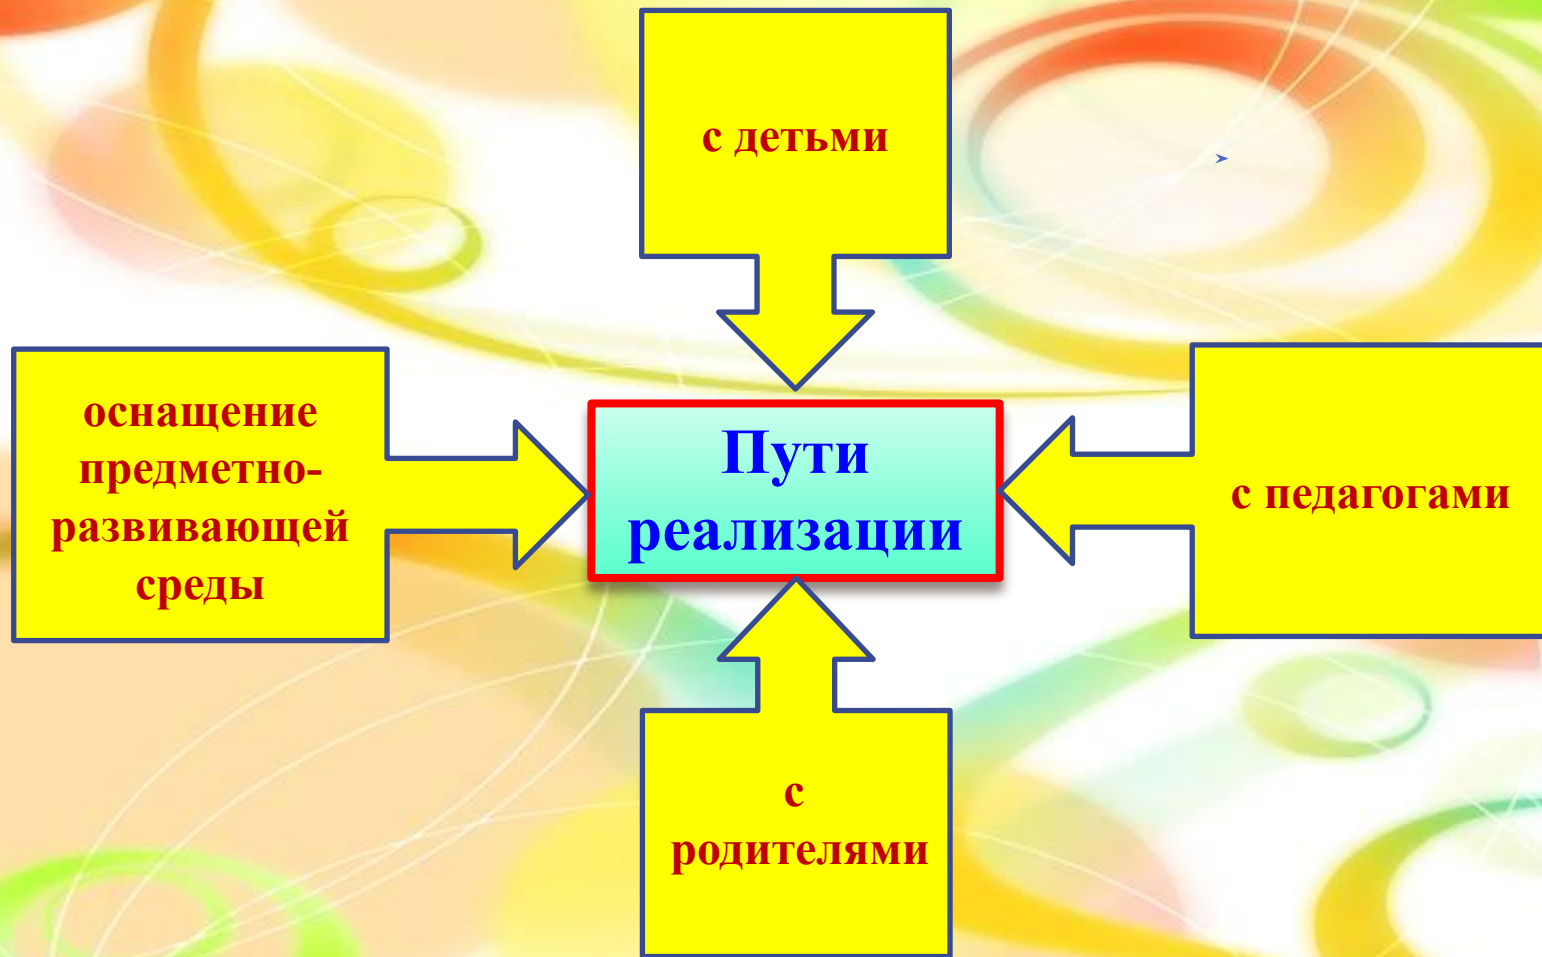 с детьми
оснащение
предметно-
развивающей
среды
Пути
реализации
с педагогами
с
родителями